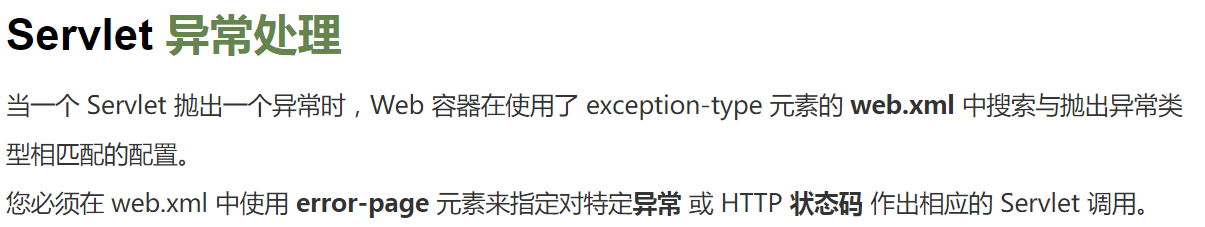 Servlet 异常处理
当一个 Servlet 抛出一个异常时，Web 容器在使用了 exception-type 元素的 web.xml 中搜索与抛出异常类
型相匹配的配置。
您必须在 web.xml 中使用 error-page 元素来指定对特定异常 或 HTTP 状态码 作出相应的 Servlet 调用。